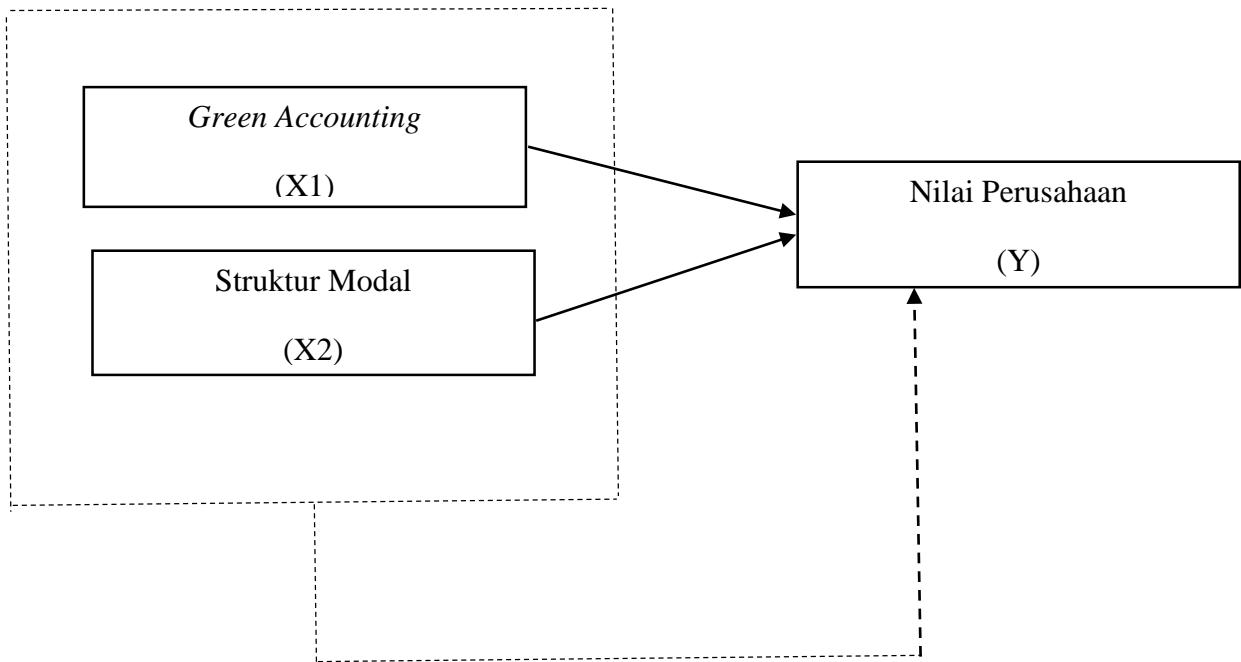 Green Accounting
(X1)
Struktur Modal
(X2)
Nilai Perusahaan
(Y)